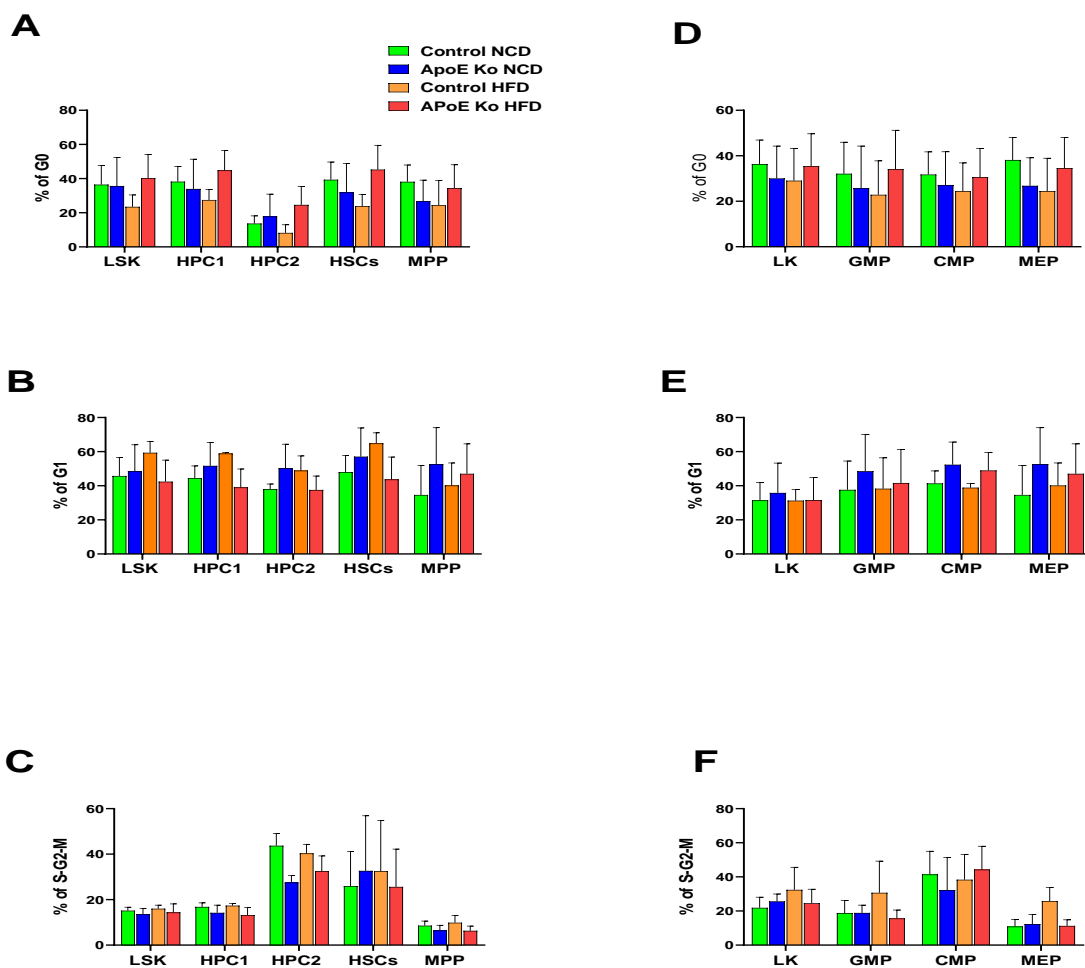 A
D
Control NCD
ApoE Ko NCD
Control HFD
APoE Ko HFD
% of G0
80
60
40
20
0
LSK HPC1 HPC2 HSCs MPP
% of G0
60
40
20
0
LK GMP CMP MEP
B
E
% of G1
80
60
40
20
0
LSK HPC1 HPC2 HSCs MPP
% of G1
80
60
40
20
0
LK GMP CMP MEP
C
F
% of S-G2-M
60
40
20
0
LSK HPC1 HPC2 HSCs MPP
% of S-G2-M
80
60
40
20
0
LK GMP CMP MEP